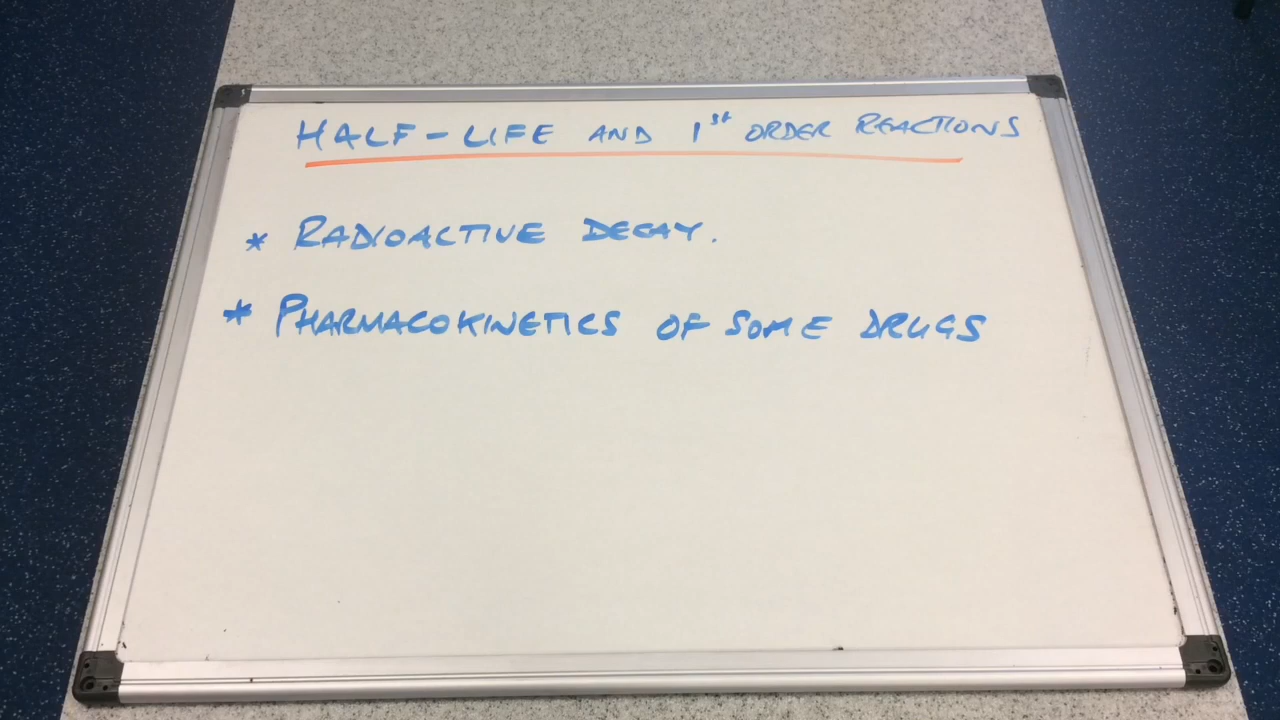 HALF-LIFE AND 1st ORDER REACTIONS
* RADIOACTIVE DECAY.
* PHARMACOKINETICS OF SOME DRUGS